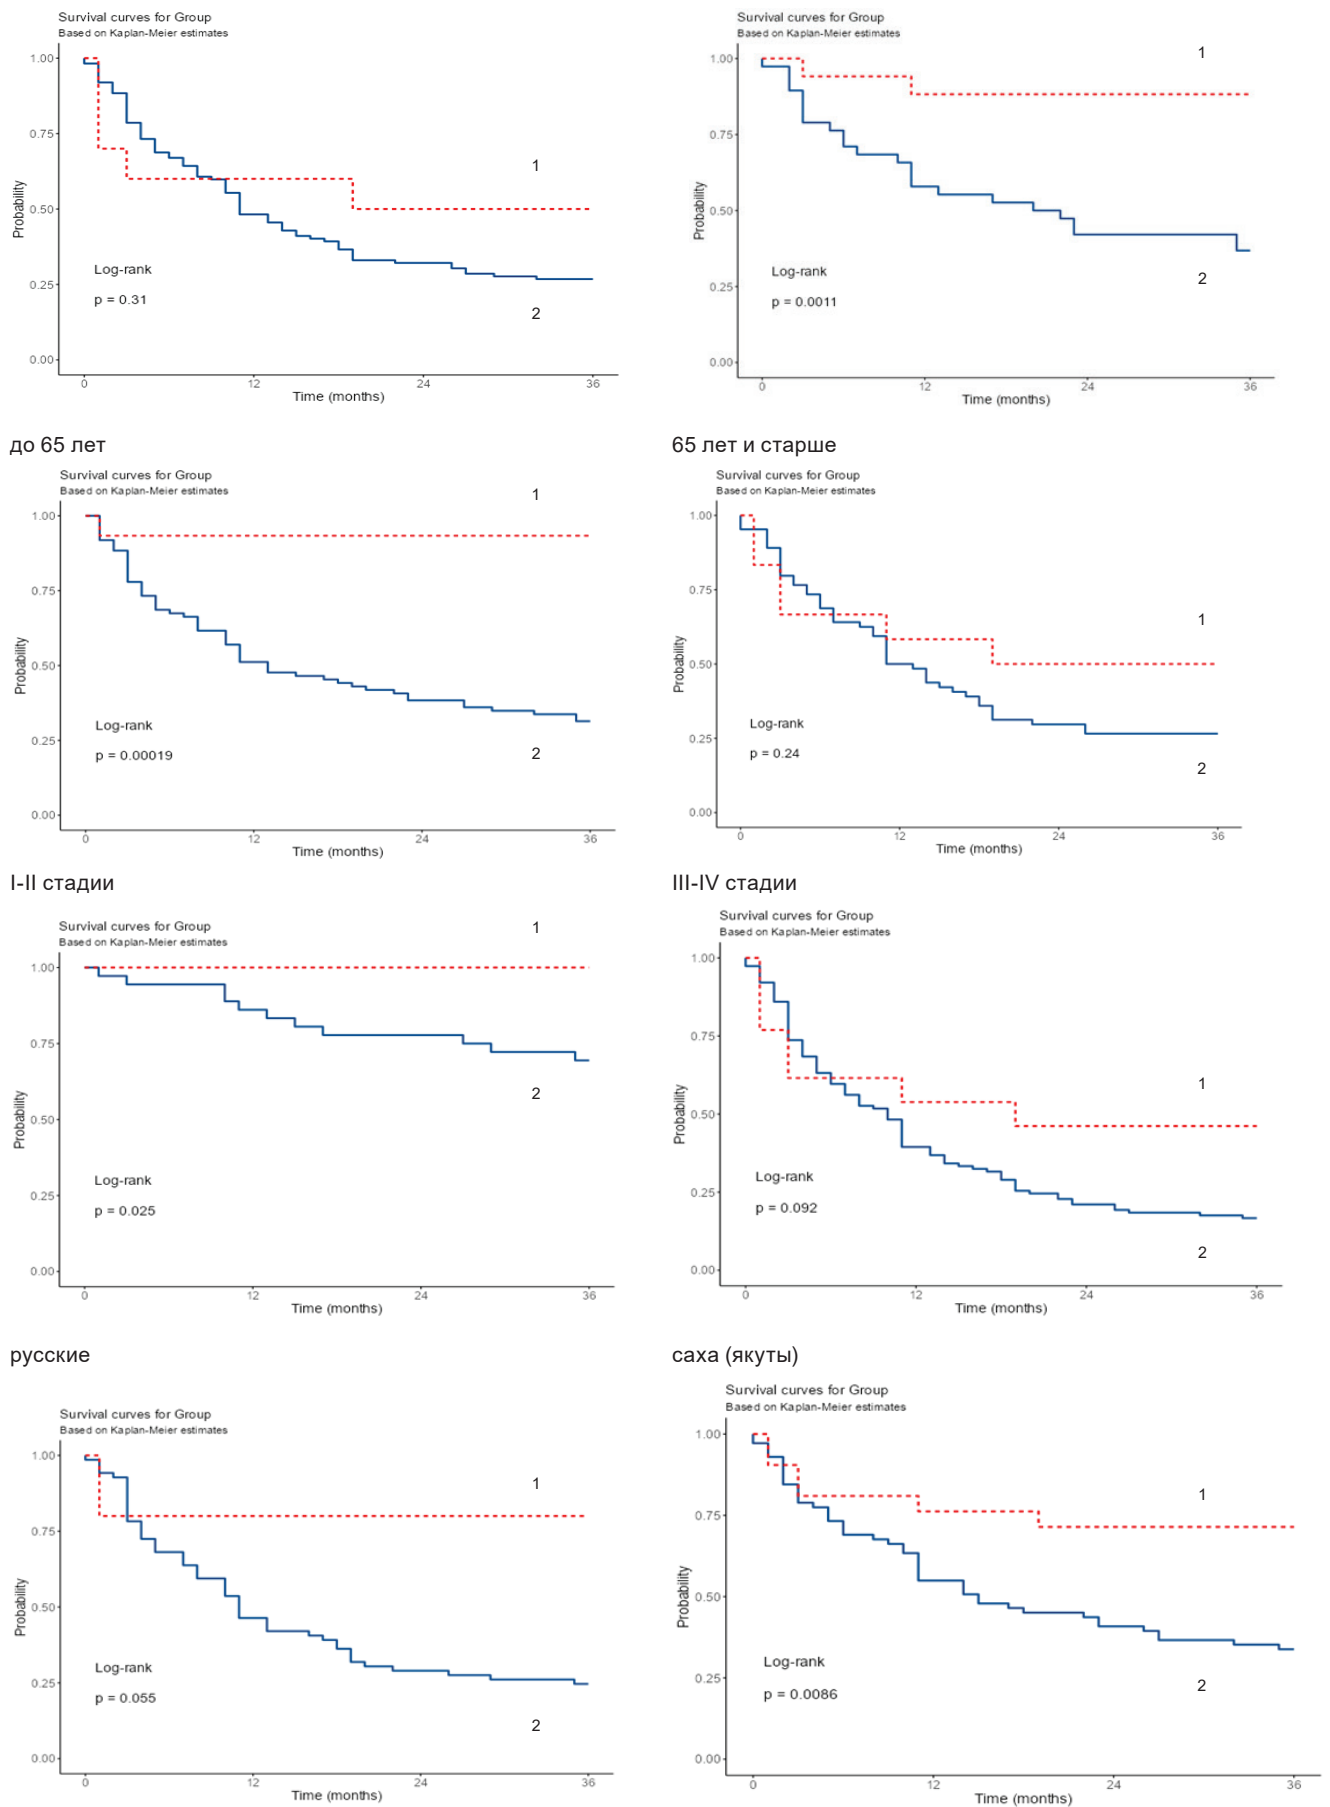 Survival curves for Group
Based on Kaplan-Meier estimates
1.00
0.75
0.50
0.25
0.00
Probability
1
2
Log-rank
p = 0.31
0
12
24
36
Time (months)
Survival curves for Group
Based on Kaplan-Meier estimates
1.00
0.75
0.50
0.25
0.00
Probability
1
2
Log-rank
p = 0.0011
0
12
24
36
Time (months)
до 65 лет
Survival curves for Group
Based on Kaplan-Meier estimates
1.00
0.75
0.50
0.25
0.00
Probability
1
2
Log-rank
p = 0.00019
0
12
24
36
Time (months)
65 лет и старше
Survival curves for Group
Based on Kaplan-Meier estimates
1.00
0.75
0.50
0.25
0.00
Probability
1
2
Log-rank
p = 0.24
0
12
24
36
Time (months)
I-II стадии
Survival curves for Group
Based on Kaplan-Meier estimates
1.00
0.75
0.50
0.25
0.00
Probability
1
2
Log-rank
p = 0.025
0
12
24
36
Time (months)
III-IV стадии
Survival curves for Group
Based on Kaplan-Meier estimates
1.00
0.75
0.50
0.25
0.00
Probability
1
2
Log-rank
p = 0.092
0
12
24
36
Time (months)
русские
Survival curves for Group
Based on Kaplan-Meier estimates
1.00
0.75
0.50
0.25
0.00
Probability
1
2
Log-rank
p = 0.055
0
12
24
36
Time (months)
саха (якуты)
Survival curves for Group
Based on Kaplan-Meier estimates
1.00
0.75
0.50
0.25
0.00
Probability
1
2
Log-rank
p = 0.0086
0
12
24
36
Time (months)